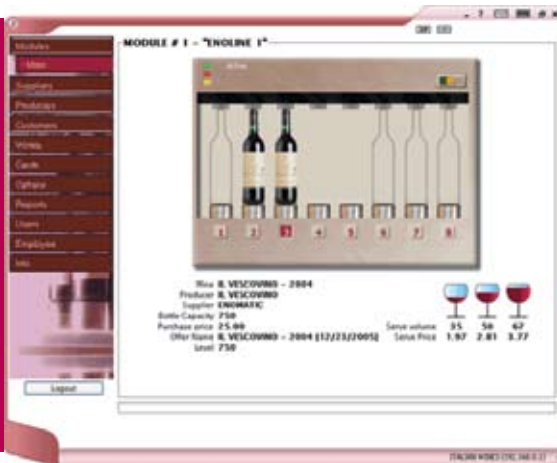 MODULE # 1 - "ENOLINE 1"
Modules
Main
Suppliers
Producers
Customers
Wines
Cards
Options
Reports
Users
Employee
Info
Logout
1 2 3 4 5 6 7 8
Wine IL VESCOVINO - 2004
Producer IL VESCOVINO
Supplier ENOMATIC
Bottle Capacity 750
Purchase price 25.00
Offer Name IL VESCOVINO - 2004 [12/23/2005]
Level 750
Serve volume 35 50 67
Serve Price 1.97 2.81 3.77